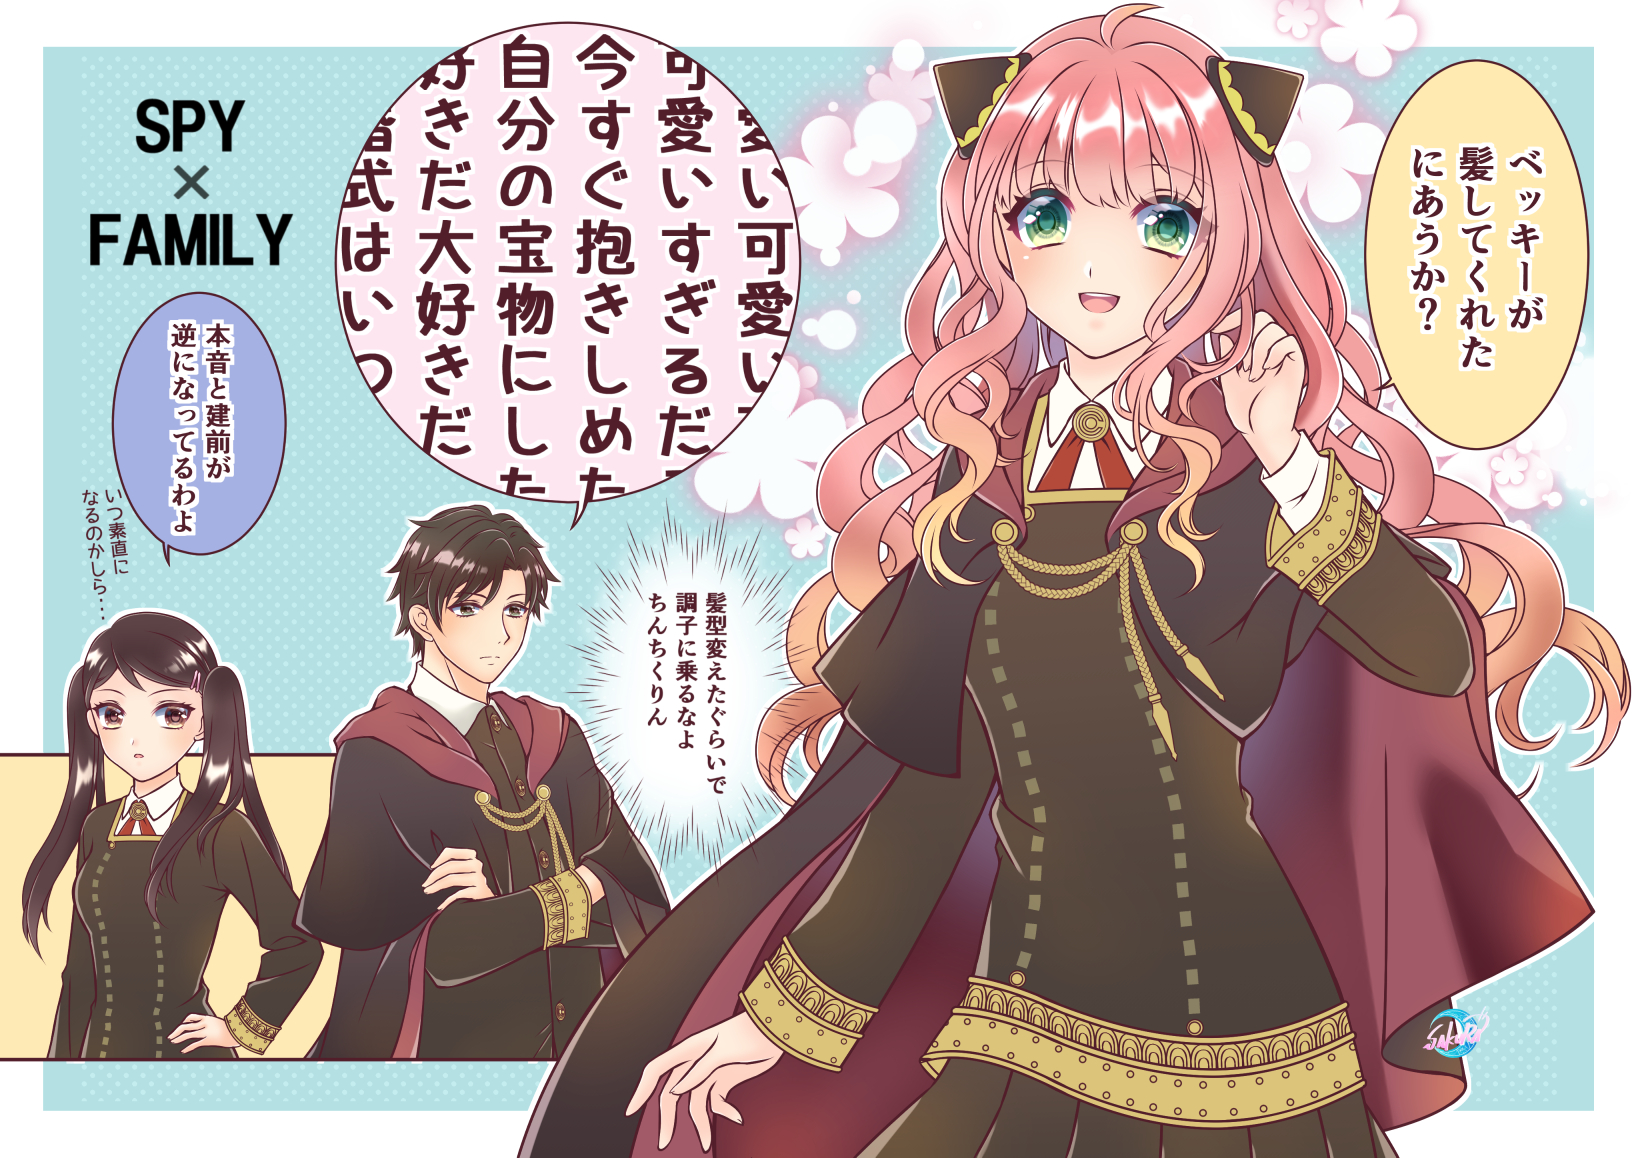 ベッキーが
髪してくれた
にあうか?
愛い可愛い
可愛いすぎるだ
今すぐ抱きしめた
自分の宝物にした
好きだ大好きだ
式はいつ
髪型変えたぐらいで
調子に乗るなよ
ちんちくりん
本音と建前が
逆になってるわよ
いつ素直に
なるのかしら...
SPY
×
FAMILY
SAKURA